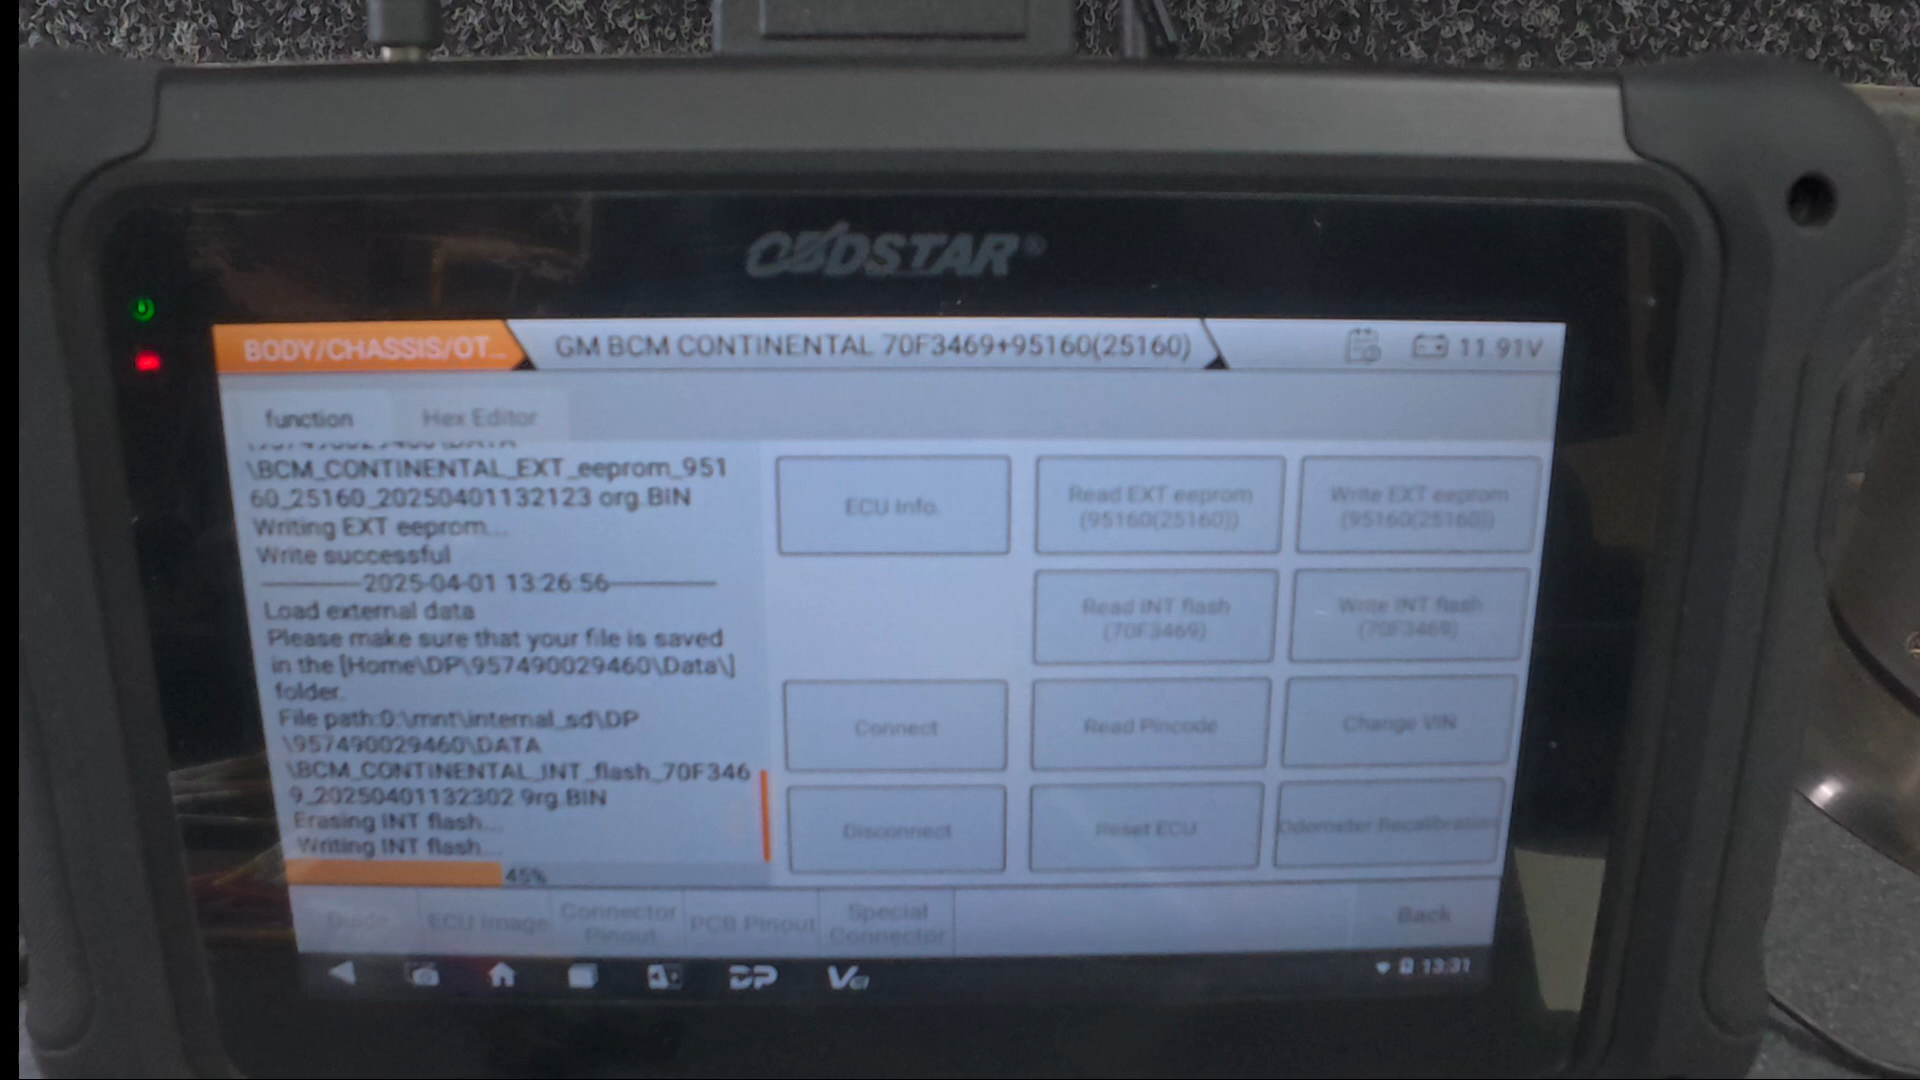 OBDSTAR®
BODY/CHASSIS/OT...
GM BCM CONTINENTAL 70F3469+95160(25160)
11.91V
function
Hex Editor
\BCM_CONTINENTAL_EXT_eeprom_951
60_25160_20250401132123 org.BIN
Writing EXT eeprom...
Write successful
2025-04-01 13:26:56
Load external data
Please make sure that your file is saved
in the [Home\DP\957490029460\Data\]
folder.
File path:0:\mnt\internal_sd\DP
\957490029460\DATA
\BCM_CONTINENTAL_INT_flash_70F346
9_20250401132302 9rg.BIN
Erasing INT flash...
Writing INT flash...
45%
ECU Info.
Read EXT eeprom
(95160(25160))
Write EXT eeprom
(95160(25160))
Read INT flash
(70F3469)
Write INT flash
(70F3469)
Connect
Read Pincode
Change VIN
Disconnect
Reset ECU
Odometer Recalibration
Guide
ECU Image
Connector
Pinout
PCB Pinout
Special
Connector
Back
DP
VCI
13:31